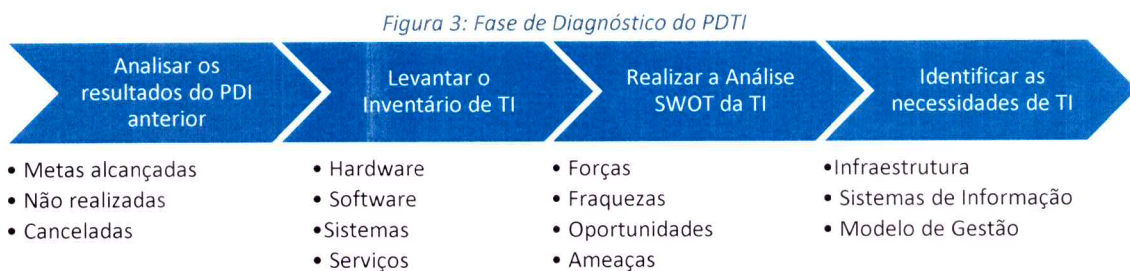 Figura 3: Fase de Diagnóstico do PDTI
Analisar os
resultados do PDI
anterior
• Metas alcançadas
• Não realizadas
• Canceladas
Levantar o
Inventário de TI
• Hardware
• Software
•Sistemas
• Serviços
Realizar a Análise
SWOT da TI
• Forças
• Fraquezas
• Oportunidades
• Ameaças
Identificar as
necessidades de TI
•Infraestrutura
• Sistemas de Informação
• Modelo de Gestão